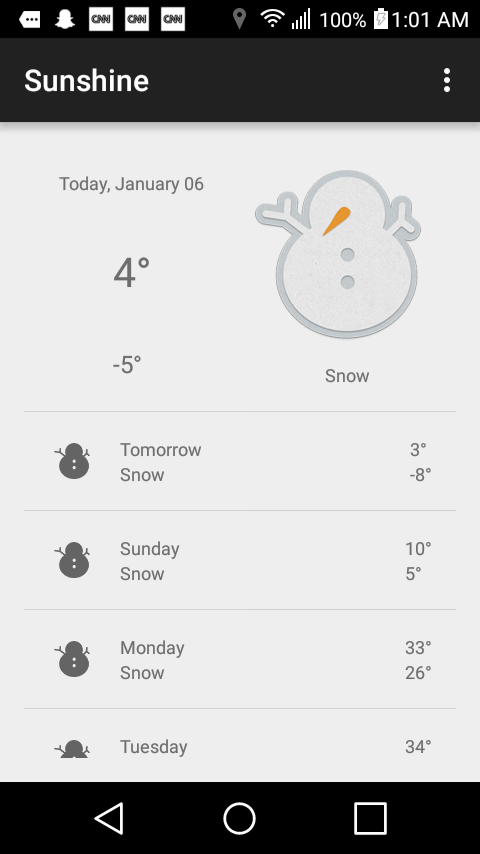 CNN CNN CNN 100% 1:01 AM
Sunshine
Today, January 06
4°
-5°
Snow
Tomorrow 3°
Snow -8°
Sunday 10°
Snow 5°
Monday 33°
Snow 26°
Tuesday 34°